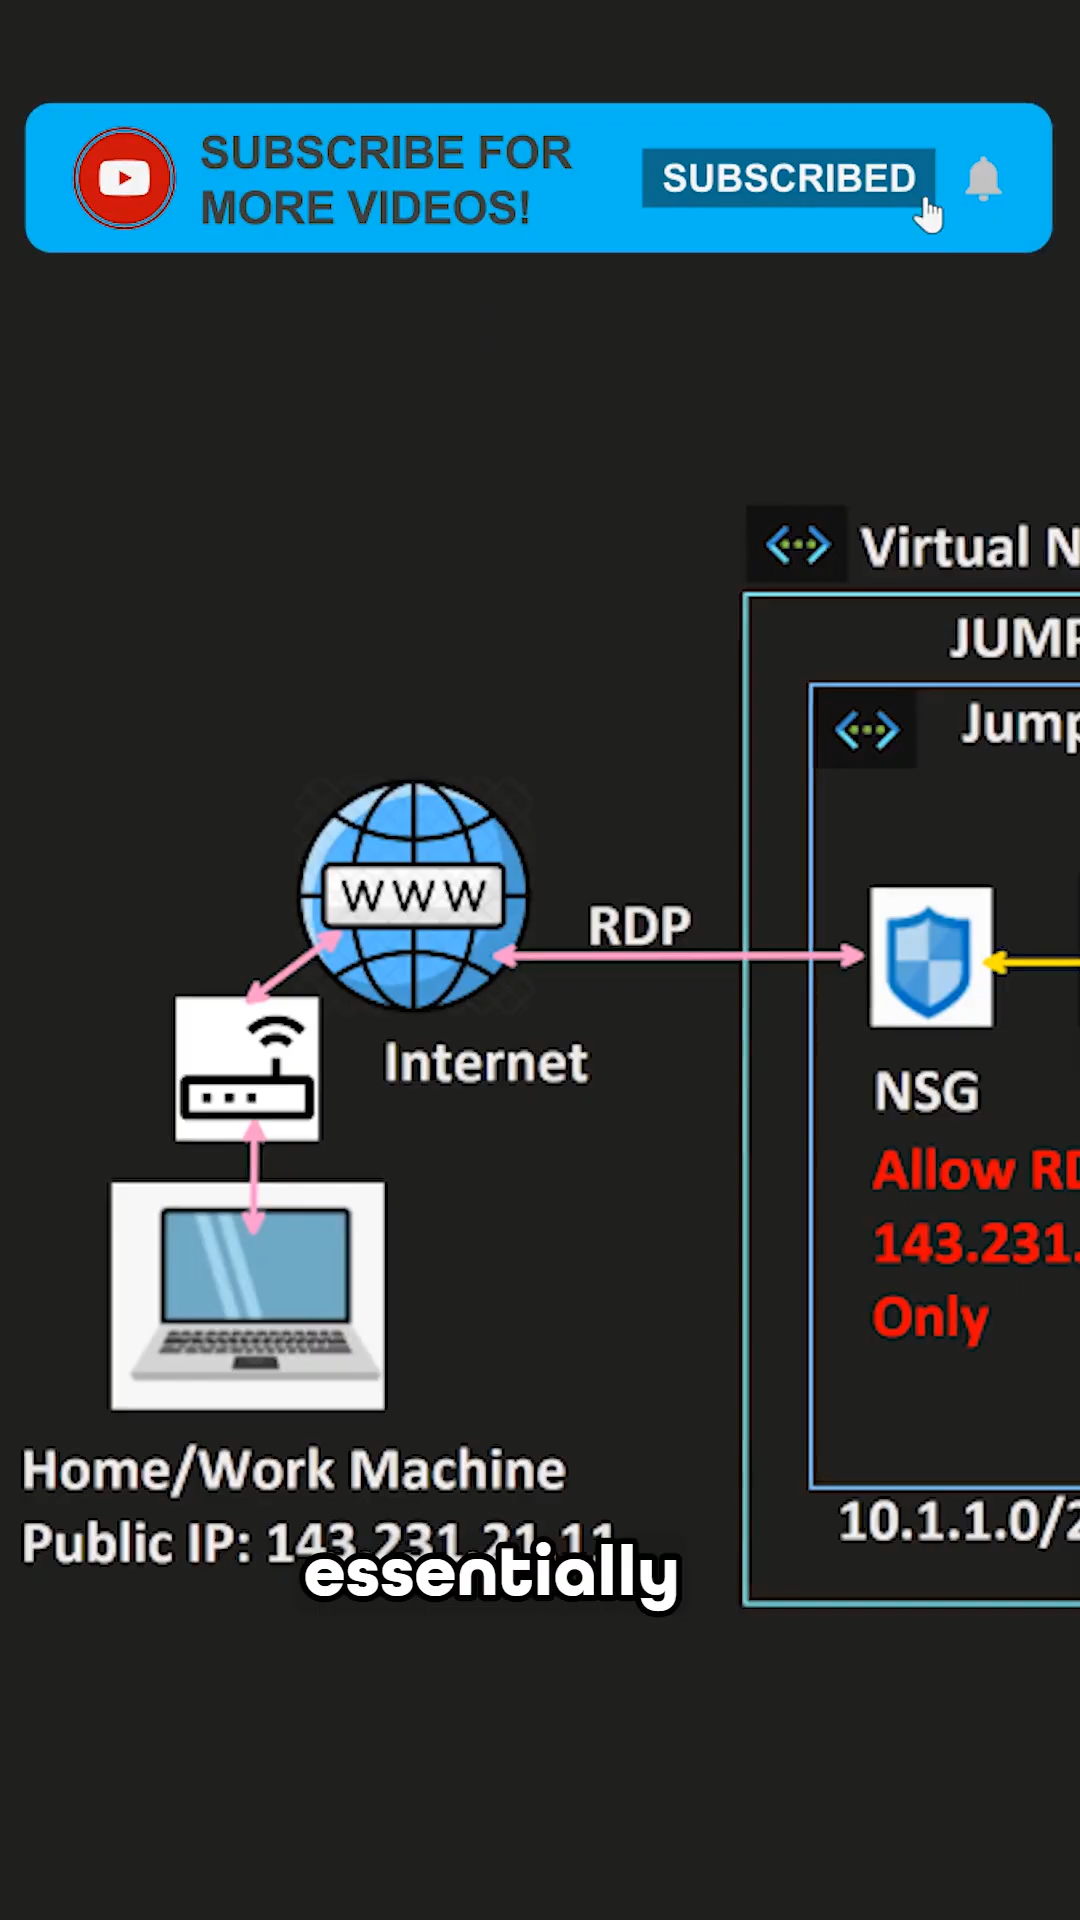 SUBSCRIBE FOR
MORE VIDEOS!
SUBSCRIBED
Virtual N
JUMP
Jump
WWW
RDP
Internet
NSG
Allow RD
143.231.
Only
Home/Work Machine
Public IP: 143.231.21.11
10.1.1.0/2
essentially